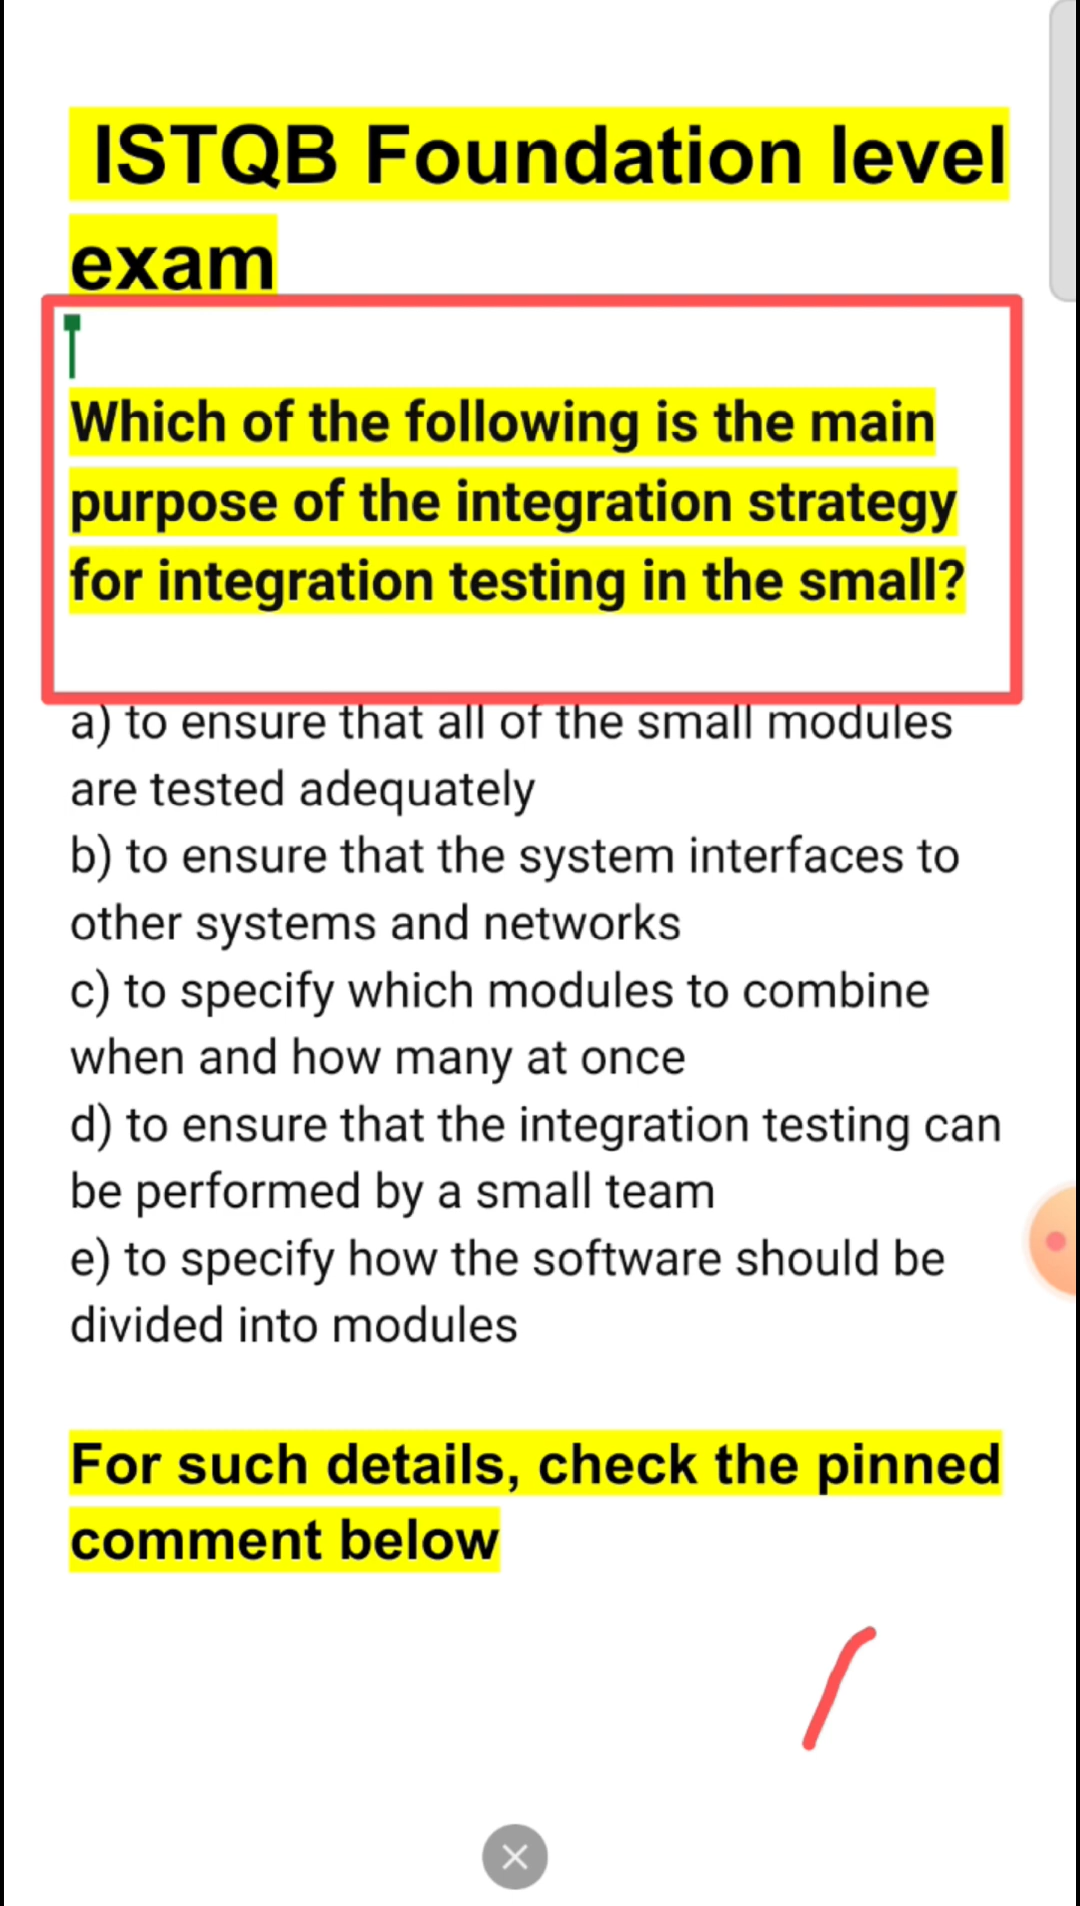 ISTQB Foundation level
exam
Which of the following is the main
purpose of the integration strategy
for integration testing in the small?
a) to ensure that all of the small modules
are tested adequately
b) to ensure that the system interfaces to
other systems and networks
c) to specify which modules to combine
when and how many at once
d) to ensure that the integration testing can
be performed by a small team
e) to specify how the software should be
divided into modules
For such details, check the pinned
comment below